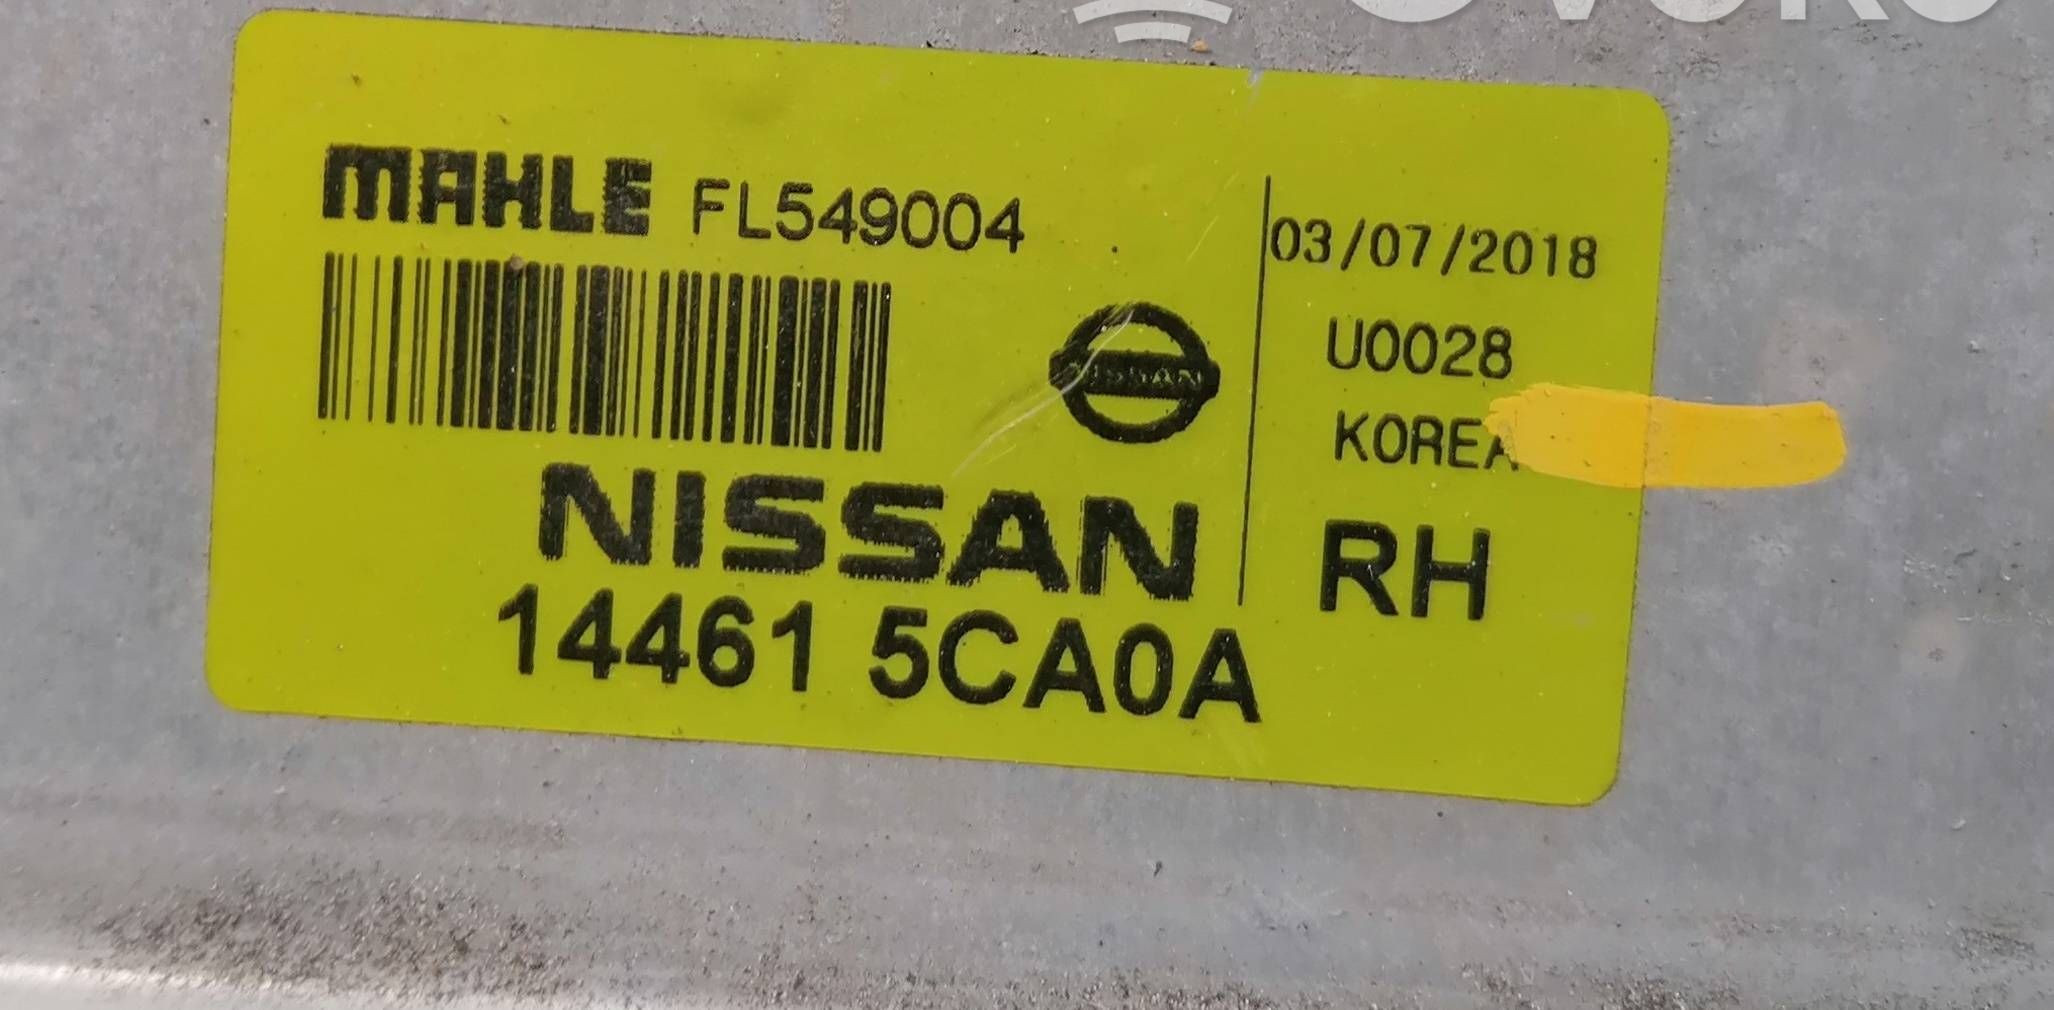 MAHLE FL549004
03/07/2018
NISSAN
U0028
KOREA
NISSAN
RH
14461 5CA0A